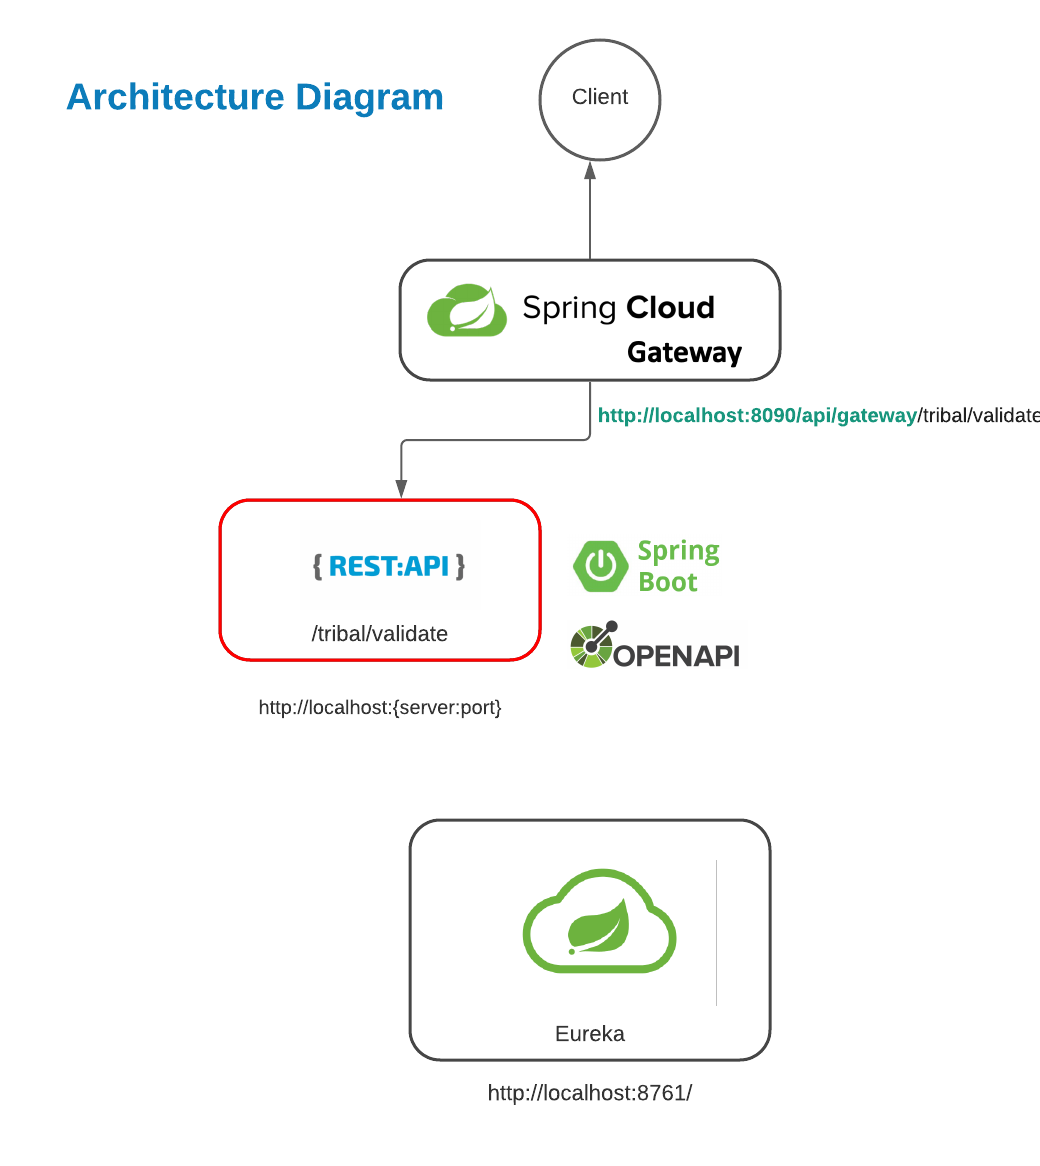 Client
Architecture Diagram
Spring Cloud
Gateway
http://localhost:8090/api/gateway/tribal/validate
{ REST:API }
/tribal/validate
Spring
Boot
OPENAPI
http://localhost:{server:port}
Eureka
http://localhost:8761/